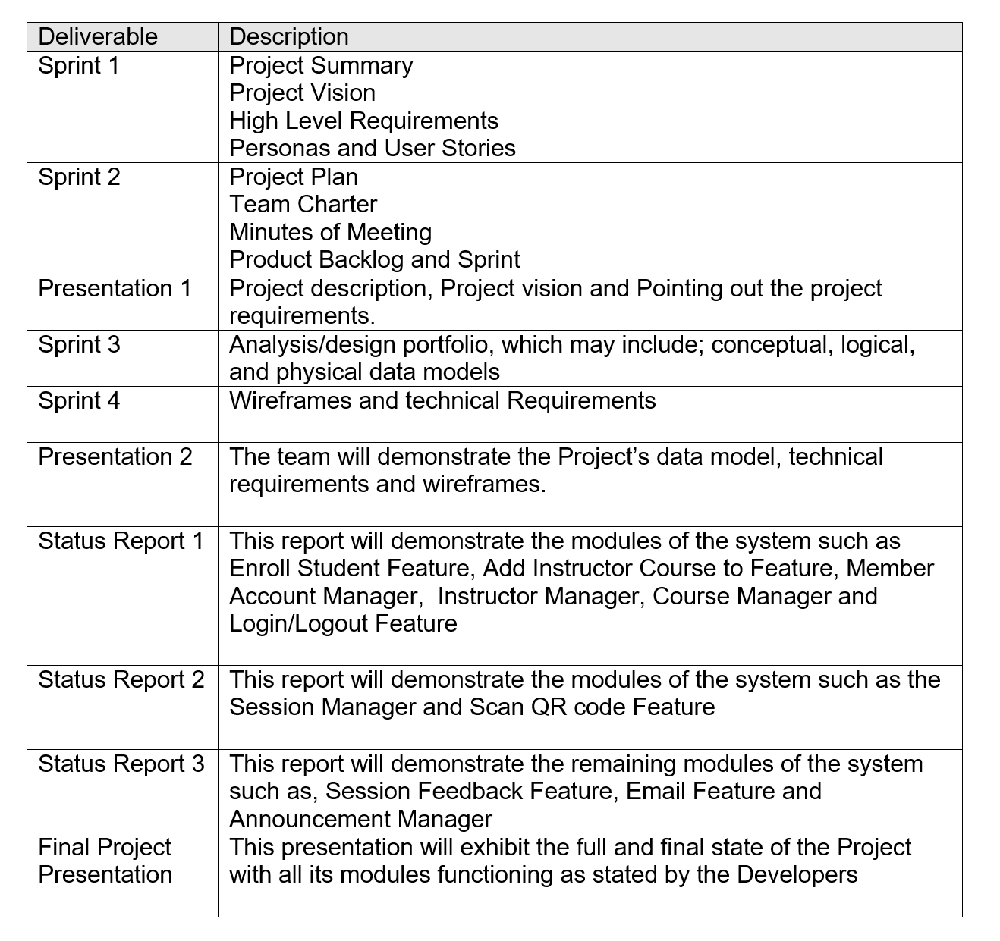 Deliverable Description
Sprint 1 Project Summary
Project Vision
High Level Requirements
Personas and User Stories
Sprint 2 Project Plan
Team Charter
Minutes of Meeting
Product Backlog and Sprint
Presentation 1 Project description, Project vision and Pointing out the project
requirements.
Sprint 3 Analysis/design portfolio, which may include; conceptual, logical,
and physical data models
Sprint 4 Wireframes and technical Requirements
Presentation 2 The team will demonstrate the Project’s data model, technical
requirements and wireframes.
Status Report 1 This report will demonstrate the modules of the system such as
Enroll Student Feature, Add Instructor Course to Feature, Member
Account Manager,  Instructor Manager, Course Manager and
Login/Logout Feature
Status Report 2 This report will demonstrate the modules of the system such as the
Session Manager and Scan QR code Feature
Status Report 3 This report will demonstrate the remaining modules of the system
such as, Session Feedback Feature, Email Feature and
Announcement Manager
Final Project
Presentation
This presentation will exhibit the full and final state of the Project
with all its modules functioning as stated by the Developers